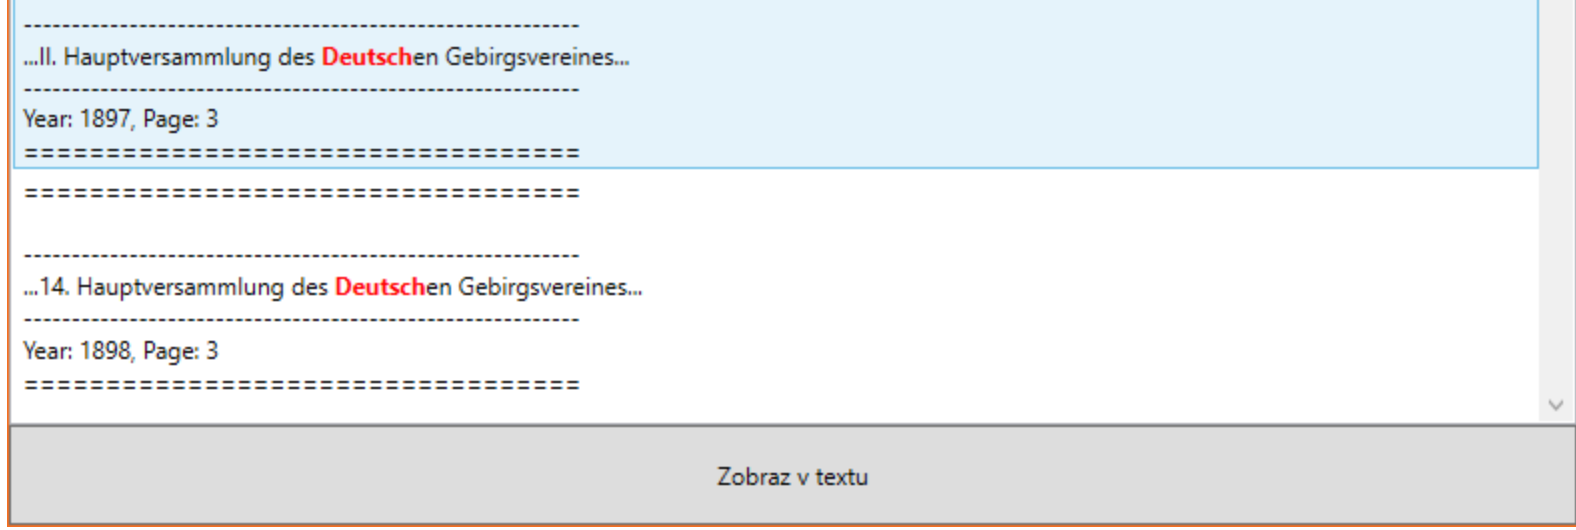 ----------------------------------------------------------
...II. Hauptversammlung des Deutschen Gebirgsvereines...
----------------------------------------------------------
Year: 1897, Page: 3
==================================
==================================
----------------------------------------------------------
...14. Hauptversammlung des Deutschen Gebirgsvereines...
----------------------------------------------------------
Year: 1898, Page: 3
==================================
Zobraz v textu